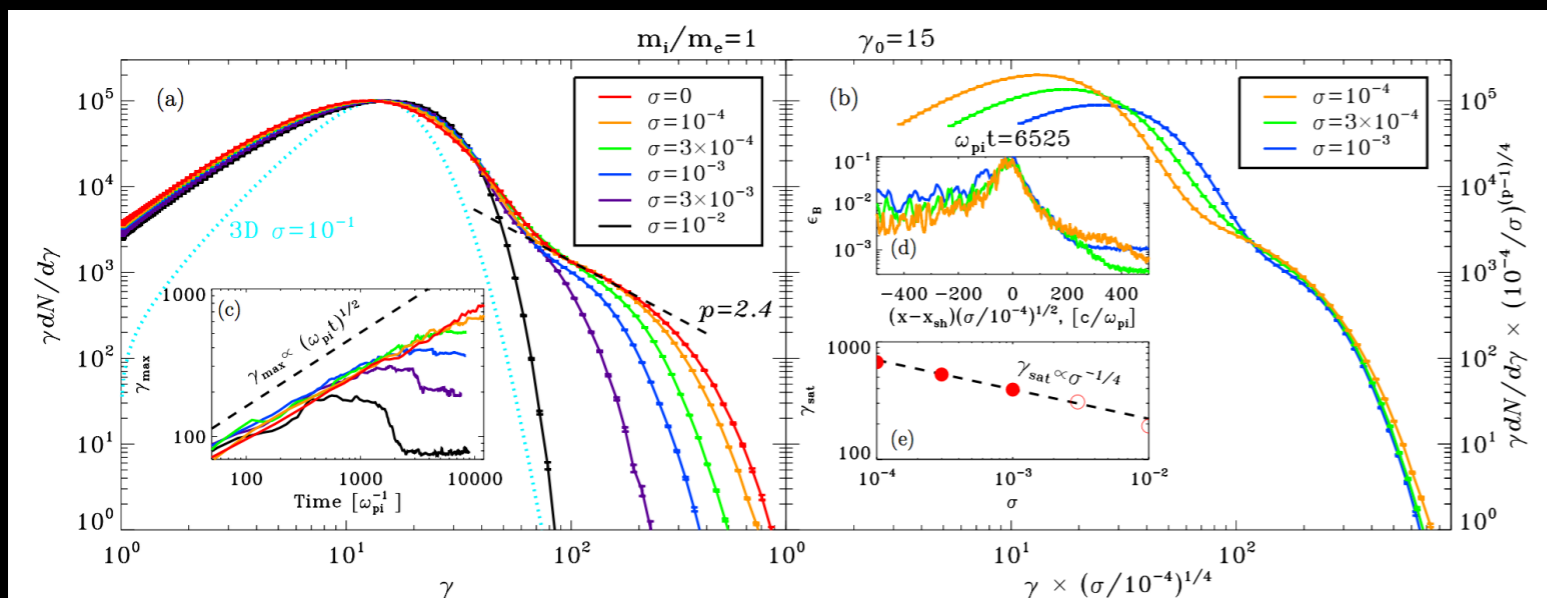 m_i/m_e=1
γ_0=15
(a)
σ=0
σ=10^-4
σ=3×10^-4
σ=10^-3
σ=3×10^-3
σ=10^-2
3D σ=10^-1
p=2.4
γdN/dγ
10^5
10^4
10^3
10^2
10^1
10^0
10^0 10^1 10^2
γ
(c)
γ_max∝(ω_pi t)^1/2
γ_max
1000
100
100 1000 10000
Time [ω_pi^-1]
(b)
σ=10^-4
σ=3×10^-4
σ=10^-3
ω_pi t=6525
ε_B
10^-1
10^-2
10^-3
(d)
-400 -200 0 200 400
(x-x_sh)(σ/10^-4)^1/2, [c/ω_pi]
γ_sat
1000
100
γ_sat∝σ^-1/4
(e)
10^-4 10^-3 10^-2
σ
10^0 10^1 10^2
γ × (σ/10^-4)^1/4
10^5
10^4
10^3
10^2
10^1
10^0
γdN/dγ × (10^-4/σ)^(p-1)/4